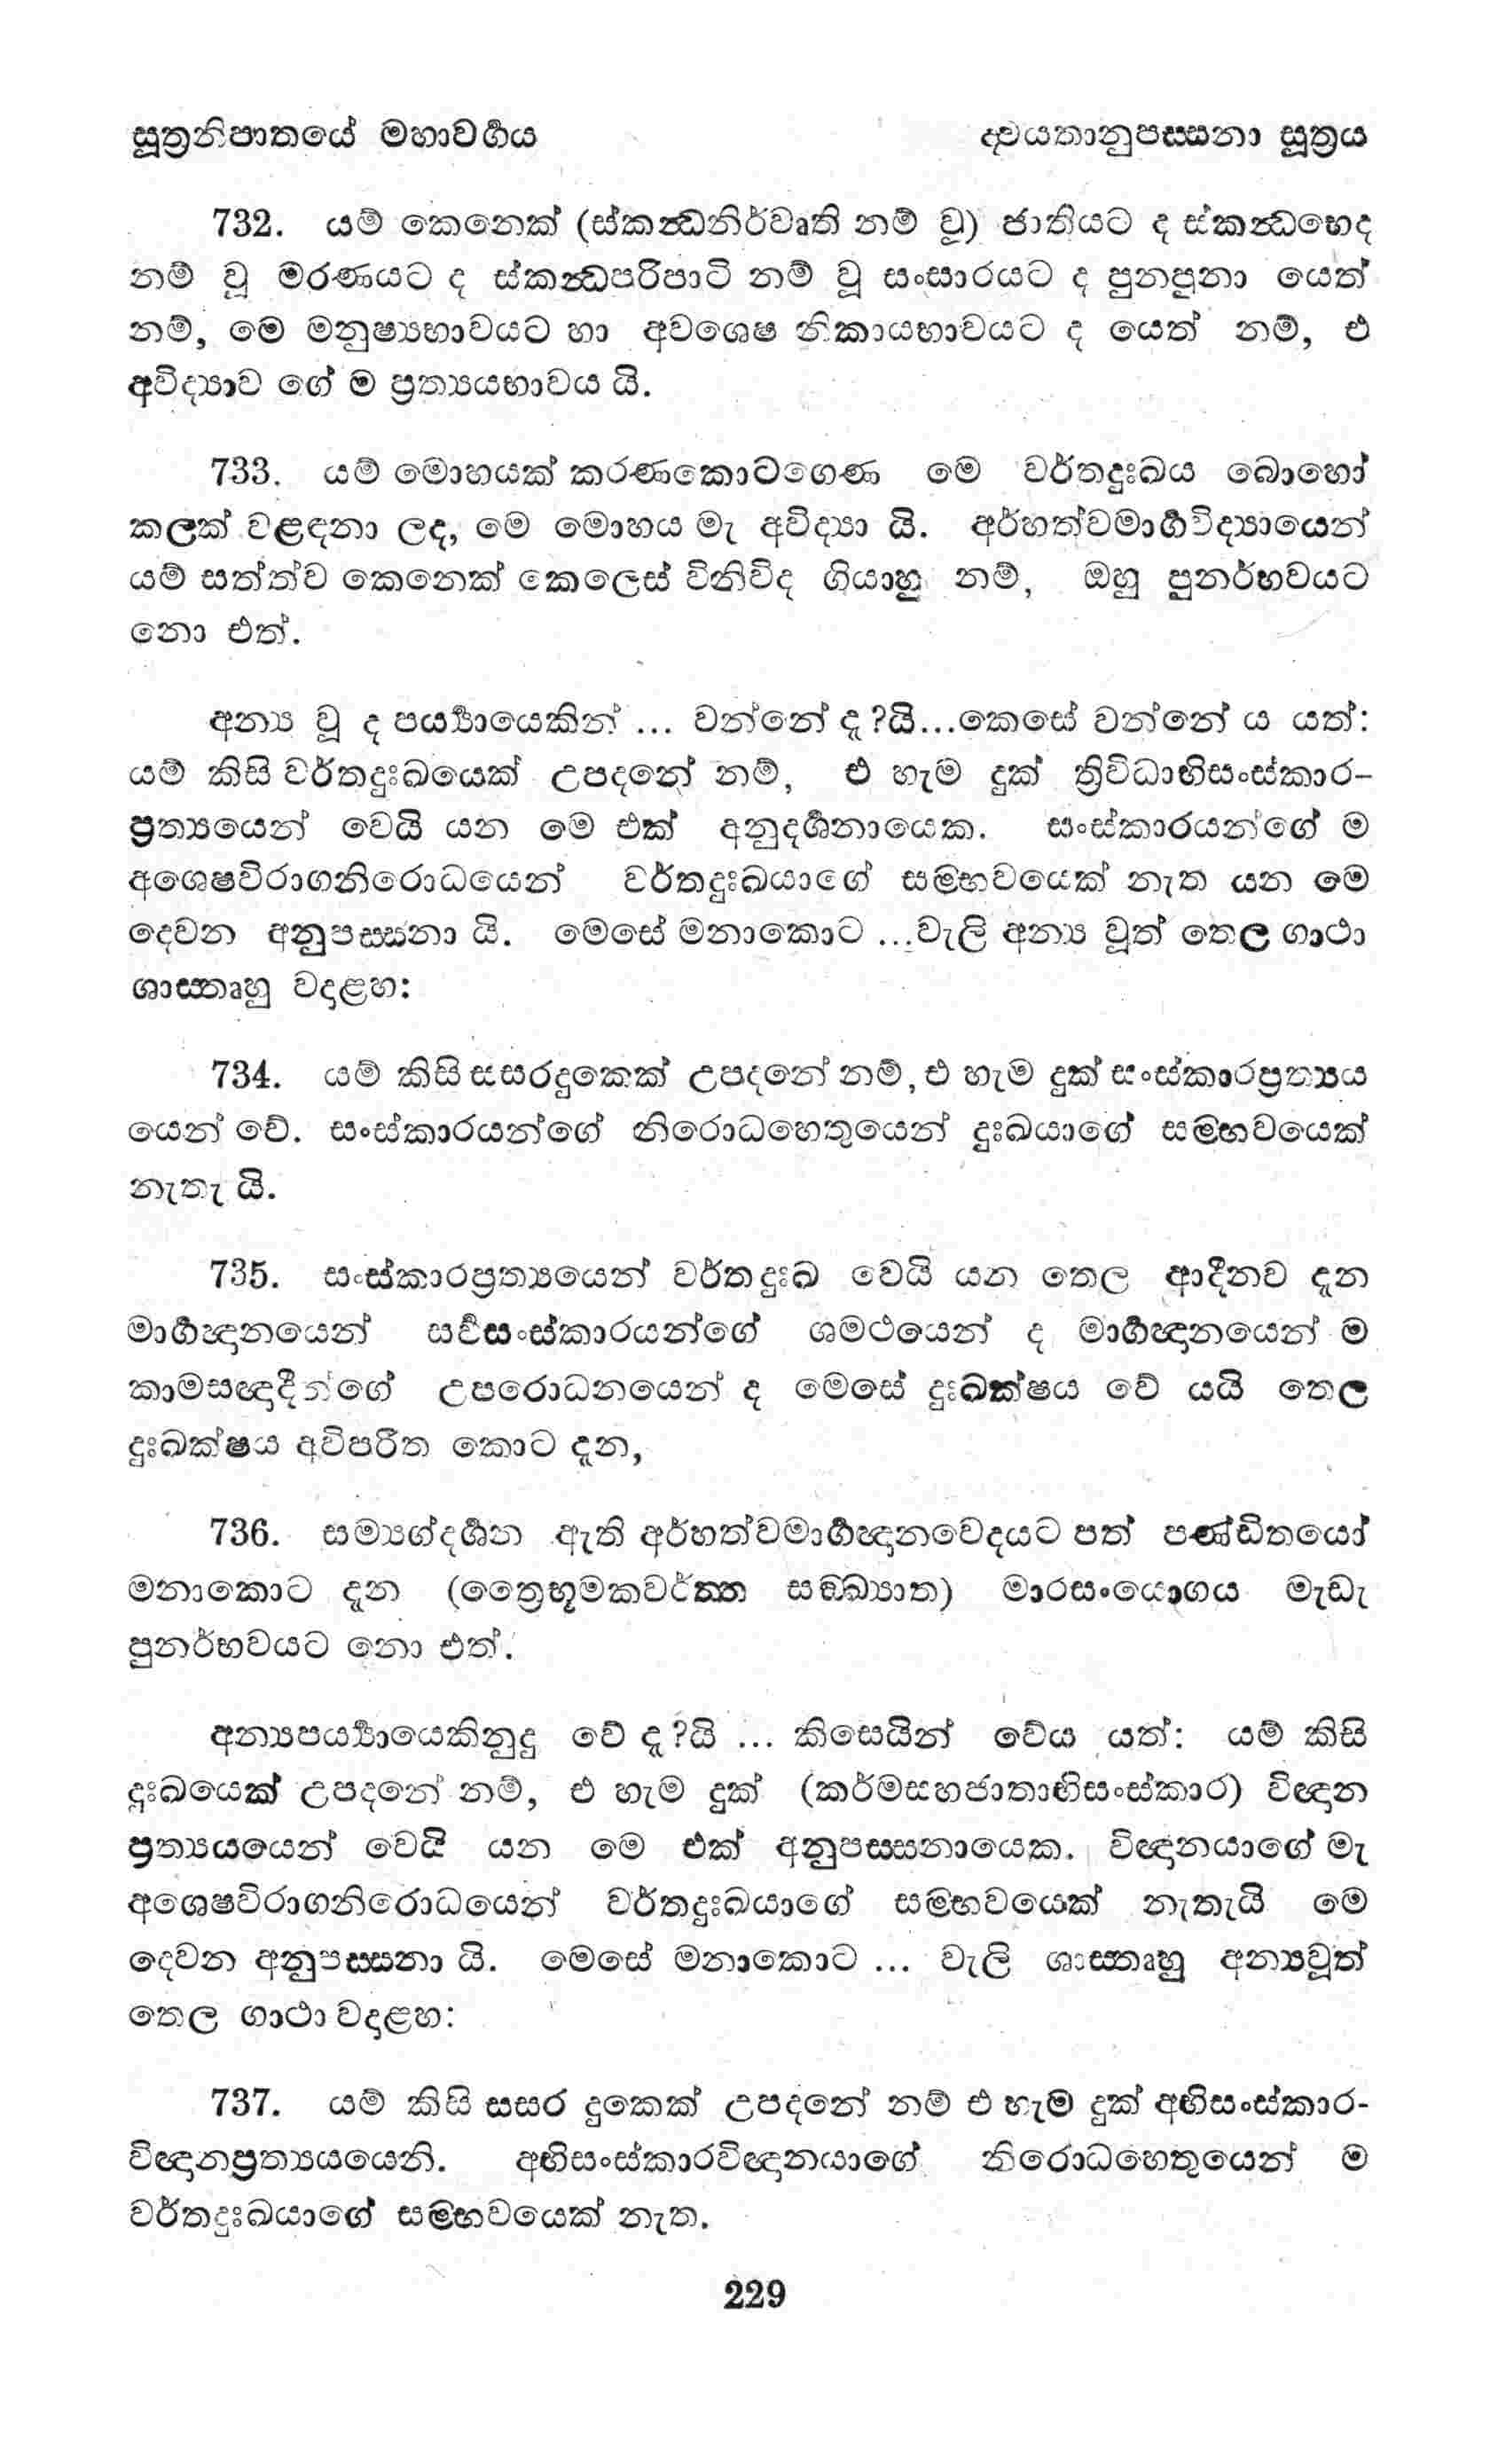 සූත්‍රනිපාතයේ මහාවර්‍ගය
ද්වයතානුපස්සනා සූත්‍රය
732. යම් කෙනෙක් (ස්කන්‍ධනිර්වෘති නම් වූ) ජාතියට ද ස්කන්‍ධභෙද
නම් වූ මරණයට ද ස්කන්‍ධපරිපාටි නම් වූ සංසාරයට ද පුනපුනා යෙත්
නම්, මෙ මනුෂ්‍යභාවයට හා අවශෙෂ නිකායභාවයට ද යෙත් නම්, එ
අවිද්‍යාව ගේ ම ප්‍රත්‍යයභාවය යි.
733. යම් මොහයක් කරණකොටගෙණ මෙ වර්තදුඃඛය බොහෝ
කලක් වළඳනා ලද, මෙ මොහය මැ අවිද්‍යා යි. අර්හත්වමාර්‍ගවිද්‍යායෙන්
යම් සත්ත්ව කෙනෙක් කෙලෙස් විනිවිද ගියාහු නම්, ඔහු පුනර්භවයට
නො එත්.
අන්‍ය වූ ද පර්‍ය්‍යායෙකින් ... වන්නේ ද?යි...කෙසේ වන්නේ ය යත්:
යම් කිසි වර්තදුඃඛයෙක් උපදනේ නම්, එ හැම දුක් ත්‍රිවිධාභිසංස්කාර-
ප්‍රත්‍යයෙන් වෙයි යන මෙ එක් අනුදර්‍ශනායෙක. සංස්කාරයන්ගේ ම
අශෙෂවිරාගනිරොධයෙන් වර්තදුඃඛයාගේ සම්භවයෙක් නැත යන මෙ
දෙවන අනුපස්සනා යි. මෙසේ මනාකොට ...වැලි අන්‍ය වූත් තෙල ගාථා
ශාස්තෘහු වදළහ:
734. යම් කිසි සසරදුකෙක් උපදනේ නම්, එ හැම දුක් සංස්කාරප්‍රත්‍යය
යෙන් වේ. සංස්කාරයන්ගේ නිරොධහෙතුයෙන් දුඃඛයාගේ සම්භවයෙක්
නැතැ යි.
735. සංස්කාරප්‍රත්‍යයෙන් වර්තදුඃඛ වෙයි යන තෙල ආදීනව දැන
මාර්‍ගඥානයෙන් සර්‍වසංස්කාරයන්ගේ ශමථයෙන් ද මාර්‍ගඥානයෙන් ම
කාමසඥාදීන්ගේ උපරොධනයෙන් ද මෙසේ දුඃඛක්ෂය වේ යයි තෙල
දුඃඛක්ෂය අවිපරීත කොට දැන,
736. සම්‍යග්දර්‍ශන ඇති අර්හත්වමාර්‍ගඥානවෙදයට පත් පණ්ඩිතයෝ
මනාකොට දැන (ත්‍රෛභූමකවර්ත්ත සඞ්ඛ්‍යාත) මාරසංයොගය මැඩැ
පුනර්භවයට නො එත්.
අන්‍යපර්‍ය්‍යායෙකිනුදු වේ ද?යි ... කිසෙයින් වේය යත්: යම් කිසි
දුඃඛයෙක් උපදනේ නම්, එ හැම දුක් (කර්මසහජාතාභිසංස්කාර) විඥාන
ප්‍රත්‍යයයෙන් වෙයි යන මෙ එක් අනුපස්සනායෙක. විඥානයාගේ මැ
අශෙෂවිරාගනිරොධයෙන් වර්තදුඃඛයාගේ සම්භවයෙක් නැතැයි මෙ
දෙවන අනුපස්සනා යි. මෙසේ මනාකොට ... වැලි ශාස්තෘහු අන්‍යවූත්
තෙල ගාථා වදළහ:
737. යම් කිසි සසර දුකෙක් උපදනේ නම් එ හැම දුක් අභිසංස්කාර-
විඥානප්‍රත්‍යයයෙනි. අභිසංස්කාරවිඥානයාගේ නිරොධහෙතුයෙන් ම
වර්තදුඃඛයාගේ සම්භවයෙක් නැත.
229